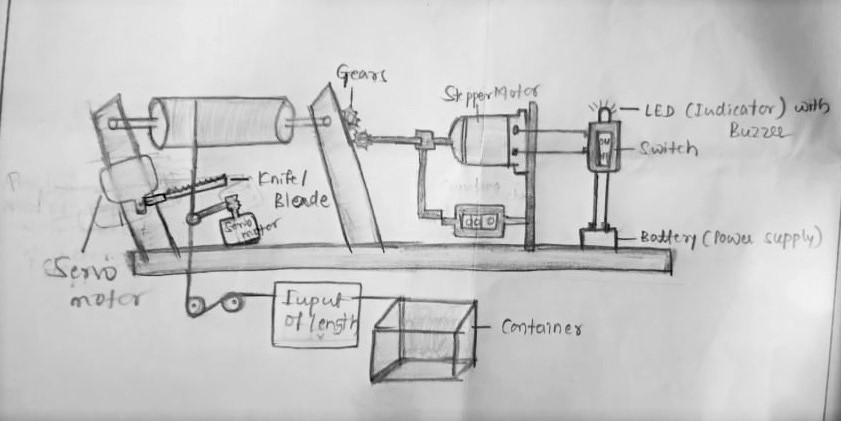 Gears
Stepper Motor
LED (Indicator) with
Buzzer
Switch
Knife/
Blade
Servo
motor
Battery (Power supply)
Servo
motor
Input
of length
Container